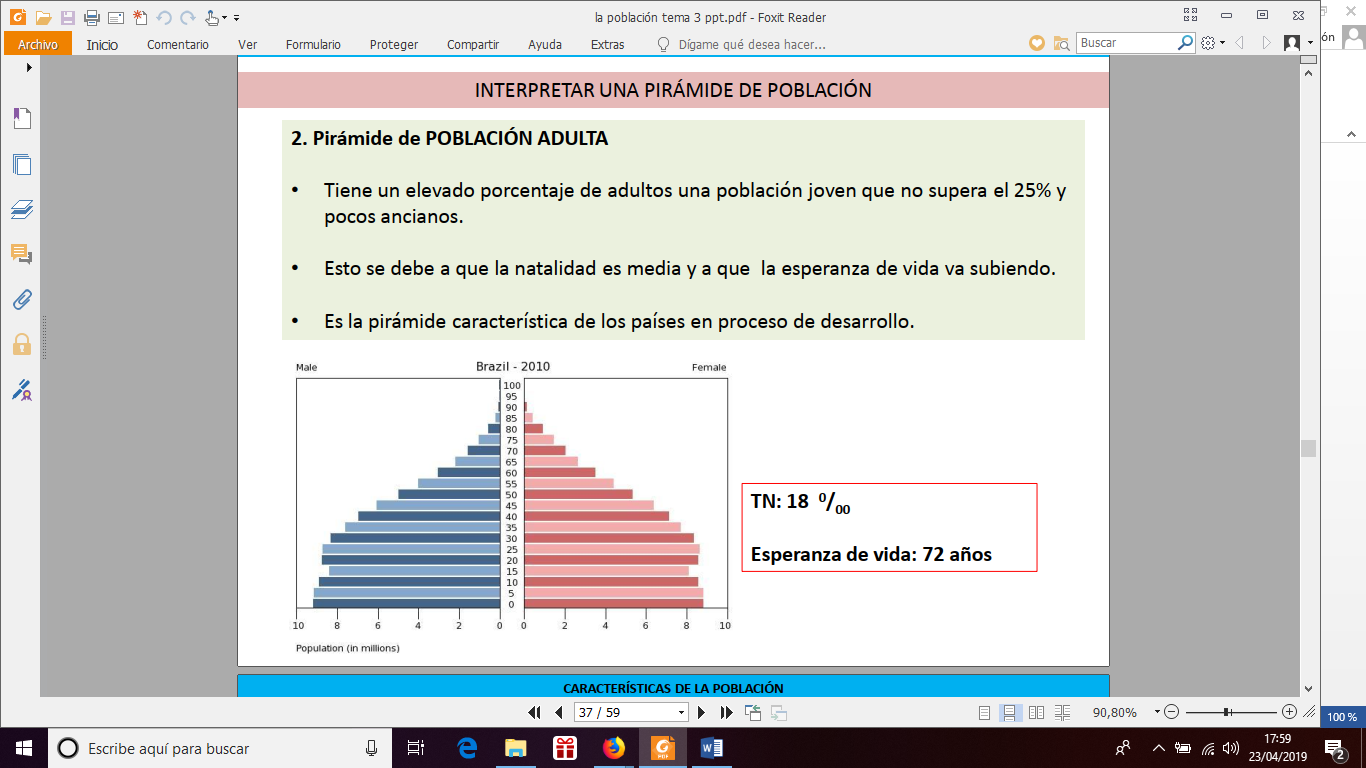 la población tema 3 ppt.pdf - Foxit Reader
Archivo Inicio Comentario Ver Formulario Proteger Compartir Ayuda Extras Dígame qué desea hacer... Buscar
ón
INTERPRETAR UNA PIRÁMIDE DE POBLACIÓN
2. Pirámide de POBLACIÓN ADULTA
• Tiene un elevado porcentaje de adultos una población joven que no supera el 25% y
pocos ancianos.
• Esto se debe a que la natalidad es media y a que la esperanza de vida va subiendo.
• Es la pirámide característica de los países en proceso de desarrollo.
Male Brazil - 2010 Female
100
95
90
85
80
75
70
65
60
55
50
45
40
35
30
25
20
15
10
5
0
10 8 6 4 2 0 0 2 4 6 8 10
Population (in millions)
TN: 18 0/00
Esperanza de vida: 72 años
CARACTERÍSTICAS DE LA POBLACIÓN
37 / 59 90,80%
100 %
Escribe aquí para buscar
PDF
17:59
23/04/2019
2